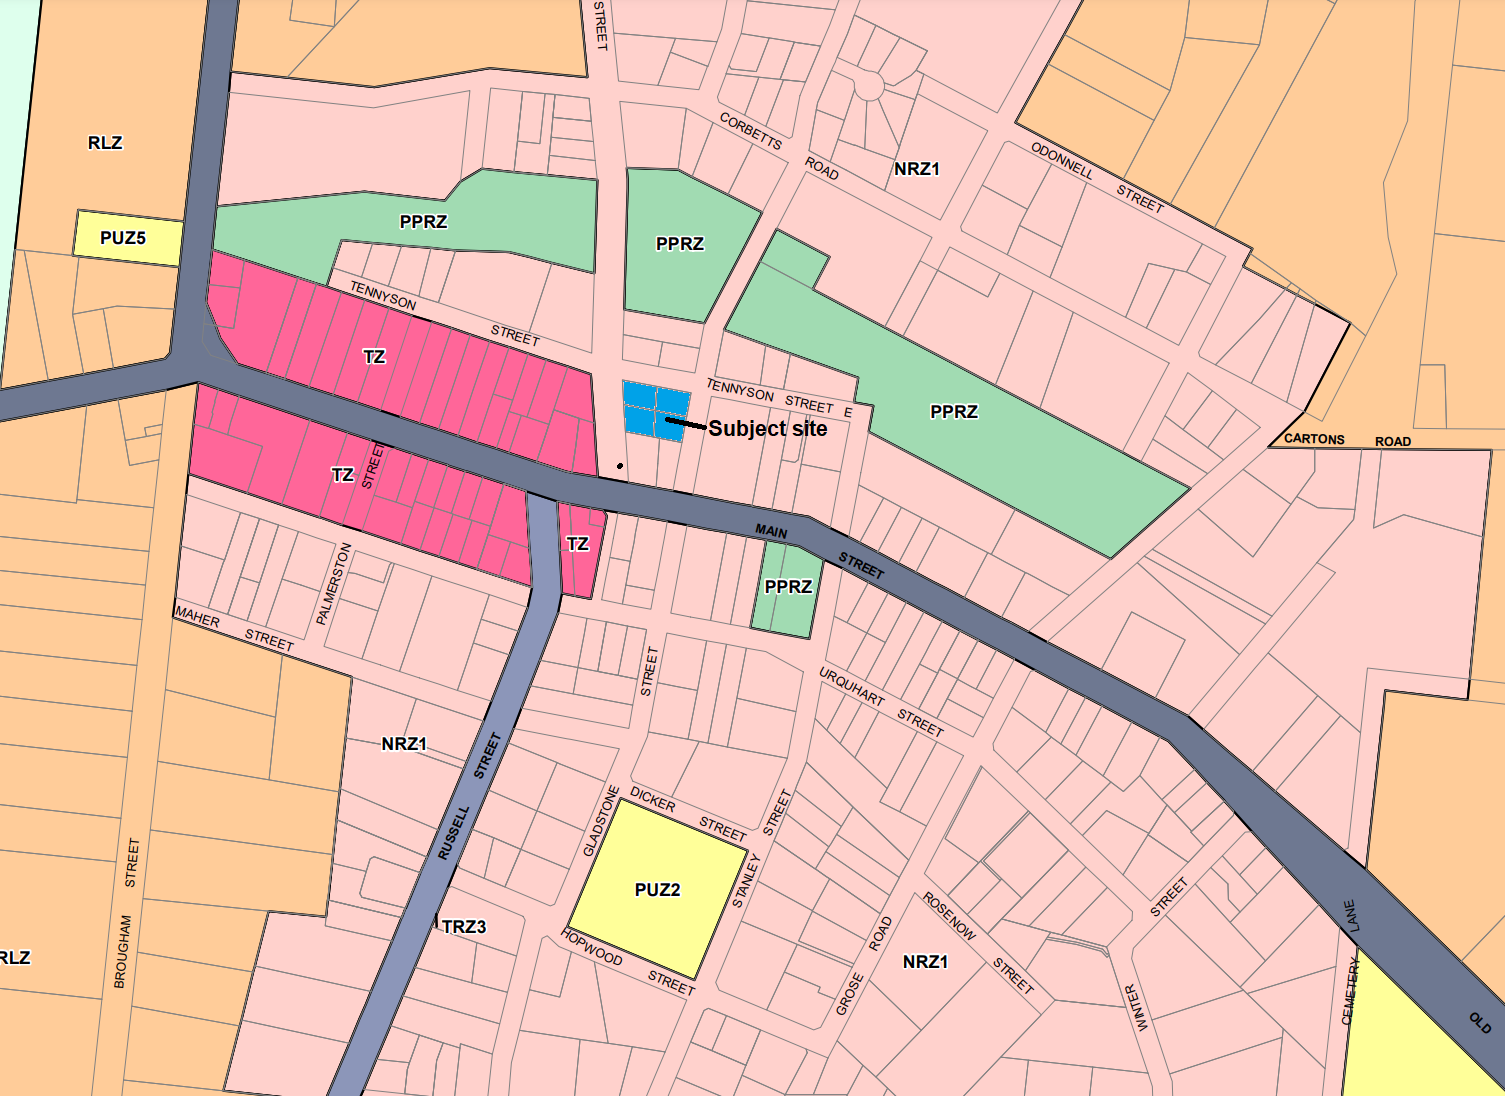 STREET
CORBETTS
ROAD
ODONNELL
STREET
RLZ
NRZ1
PPRZ
PUZ5
PPRZ
TENNYSON
STREET
TZ
TENNYSON
STREET
E
PPRZ
Subject site
CARTONS
ROAD
STREET
TZ
MAIN
STREET
TZ
PPRZ
PALMERSTON
MAHER
STREET
STREET
URQUHART
STREET
NRZ1
STREET
RUSSELL
GLADSTONE
DICKER
STREET
STREET
STANLEY
PUZ2
STREET
BROUGHAM
TRZ3
HOPWOOD
STREET
ROAD
GROSE
ROSENOW
STREET
NRZ1
STREET
WINTER
LANE
CEMETERY
OLD
RLZ